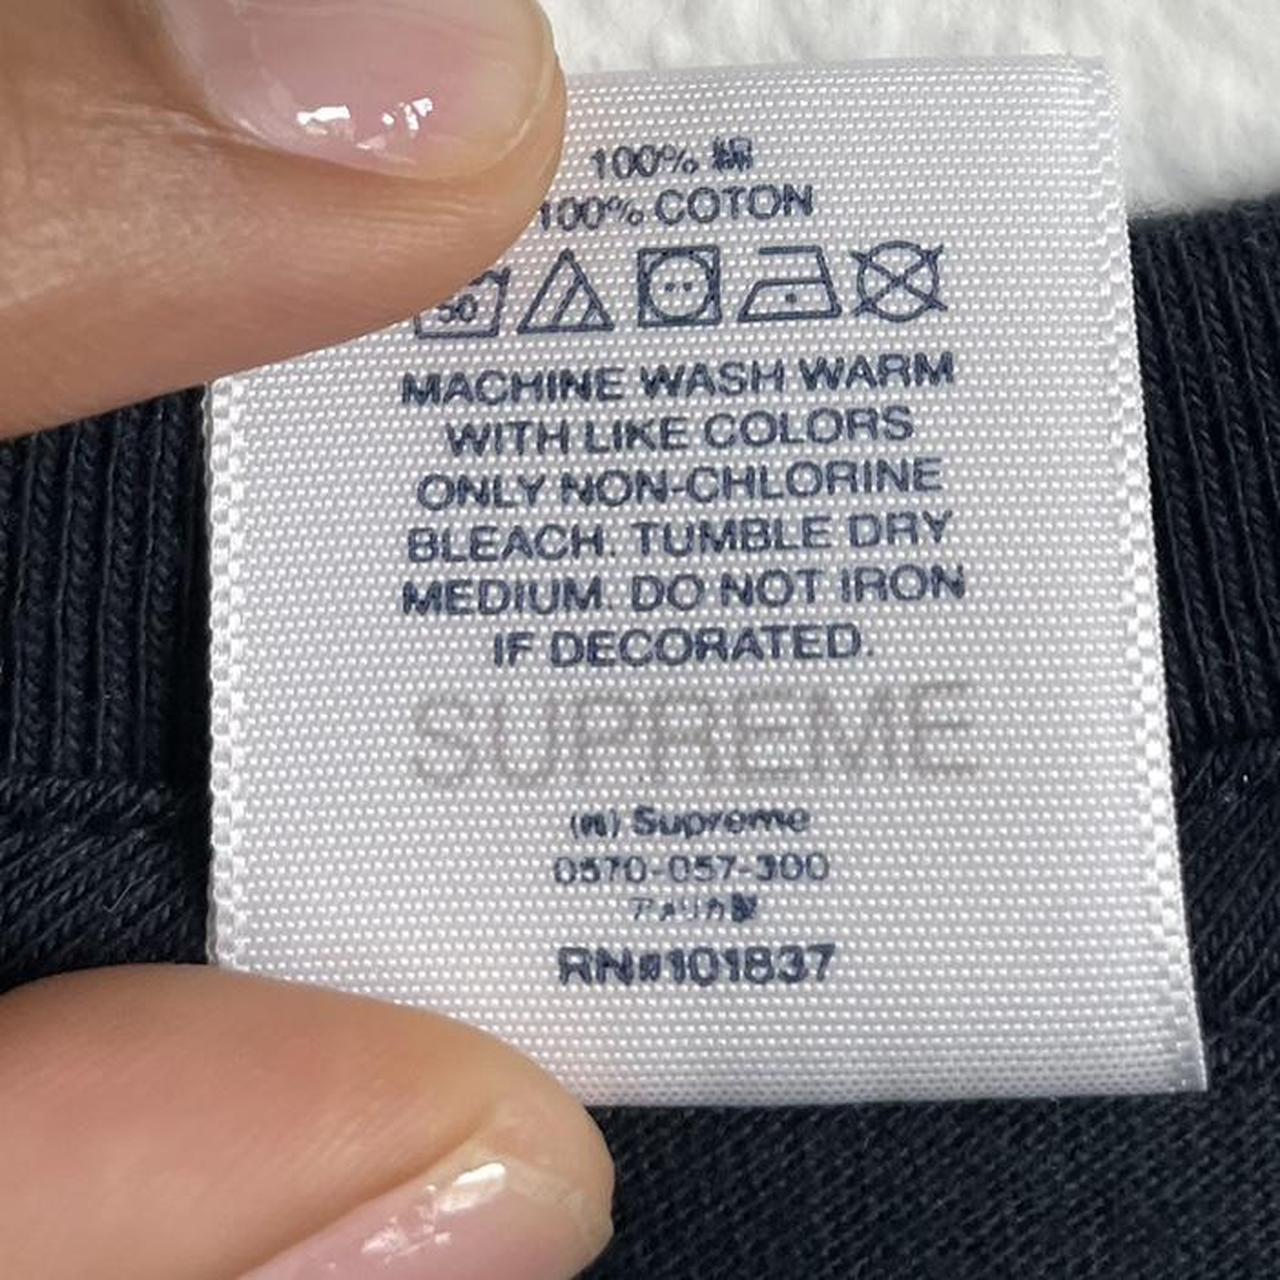 100% 綿
100% COTON
50
MACHINE WASH WARM
WITH LIKE COLORS
ONLY NON-CHLORINE
BLEACH. TUMBLE DRY
MEDIUM. DO NOT IRON
IF DECORATED.
SUPREME
(株) Supreme
0570-057-300
アメリカ製
RN#101837